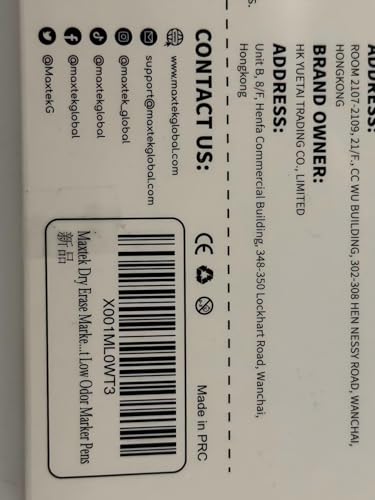 ADDRESS:
ROOM 2107-2109, 21/F., CC WU BUILDING, 302-308 HEN NESSY ROAD, WANCHAI,
HONGKONG
BRAND OWNER:
HK YUETAI TRADING CO., LIMITED
ADDRESS:
Unit B, 8/F, Henfa Commercial Building, 348-350 Lockhart Road, Wanchai,
Hongkong
CONTACT US:
www.maxtekglobal.com
support@maxtekglobal.com
@maxtek_global
@maxtekglobal
@maxtekglobal
@MaxtekG
CE
Made in PRC
X001ML0WT3
Maxtek Dry Erase Marke...t Low Odor Marker Pens
新品